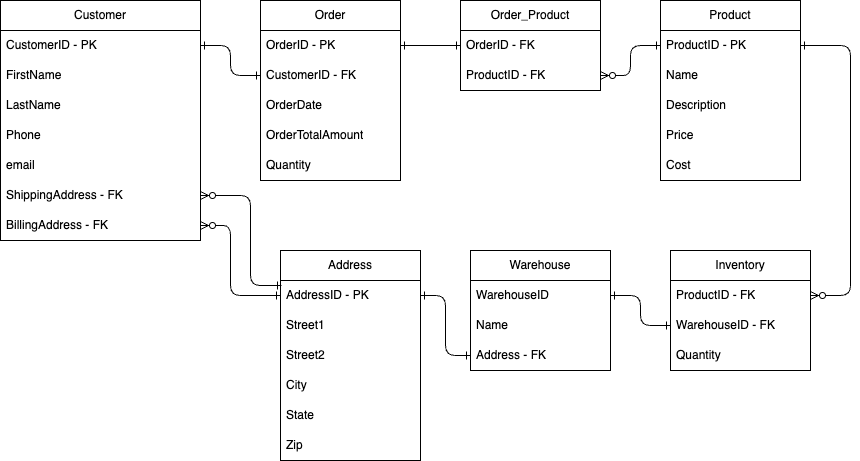 Customer
CustomerID - PK
FirstName
LastName
Phone
email
ShippingAddress - FK
BillingAddress - FK
Order
OrderID - PK
CustomerID - FK
OrderDate
OrderTotalAmount
Quantity
Order_Product
OrderID - FK
ProductID - FK
Product
ProductID - PK
Name
Description
Price
Cost
Address
AddressID - PK
Street1
Street2
City
State
Zip
Warehouse
WarehouseID
Name
Address - FK
Inventory
ProductID - FK
WarehouseID - FK
Quantity